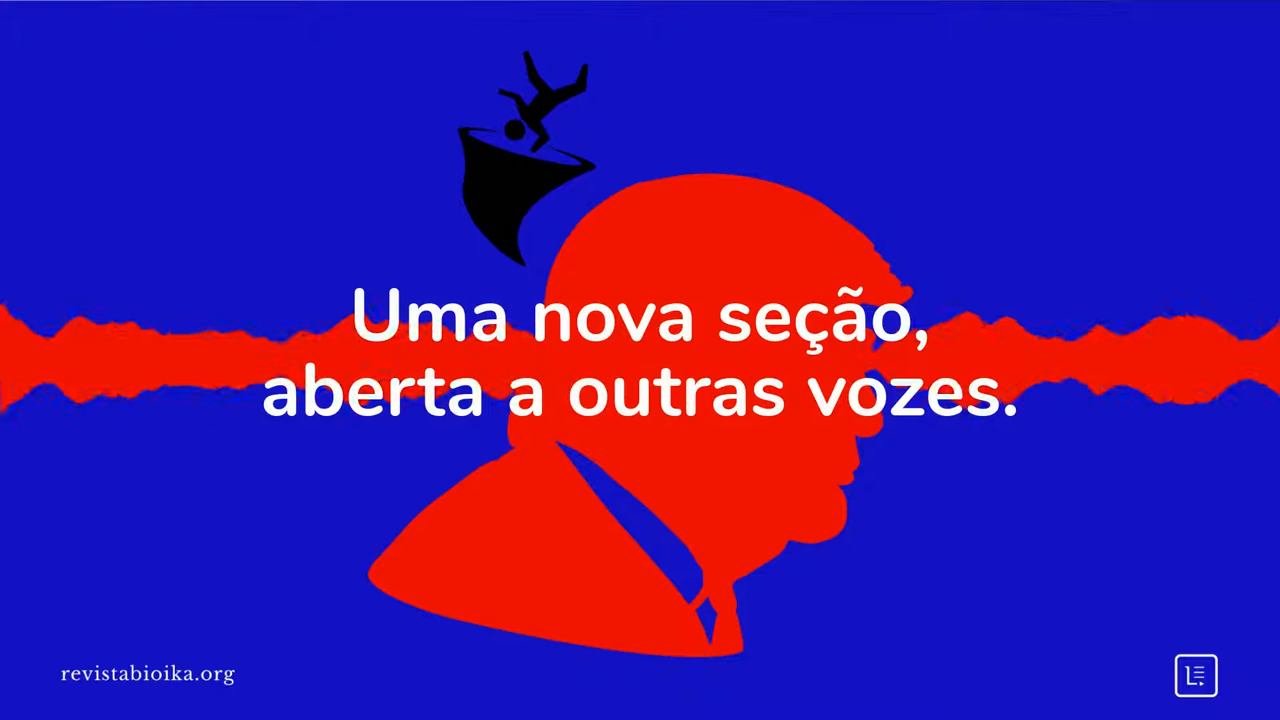 Uma nova seção,
aberta a outras vozes.
revistabioika.org